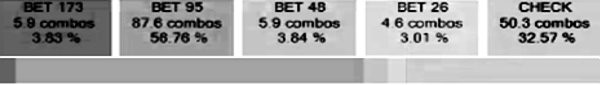 BET 173
5.9 combos
3.83 %
BET 95
87.6 combos
56.76 %
BET 48
5.9 combos
3.84 %
BET 26
4.6 combos
3.01 %
CHECK
50.3 combos
32.57 %